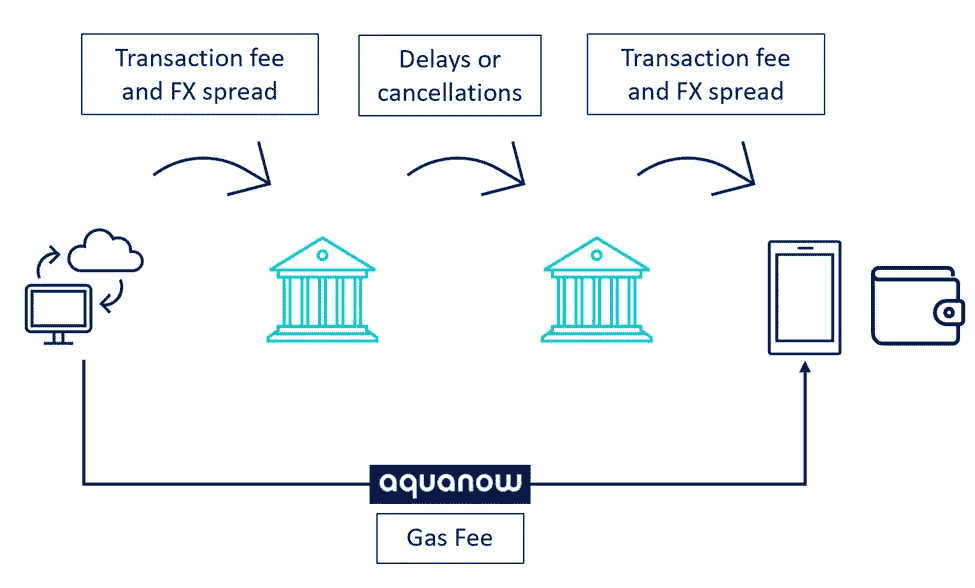 Transaction fee
and FX spread
Delays or
cancellations
Transaction fee
and FX spread
aquanow
Gas Fee